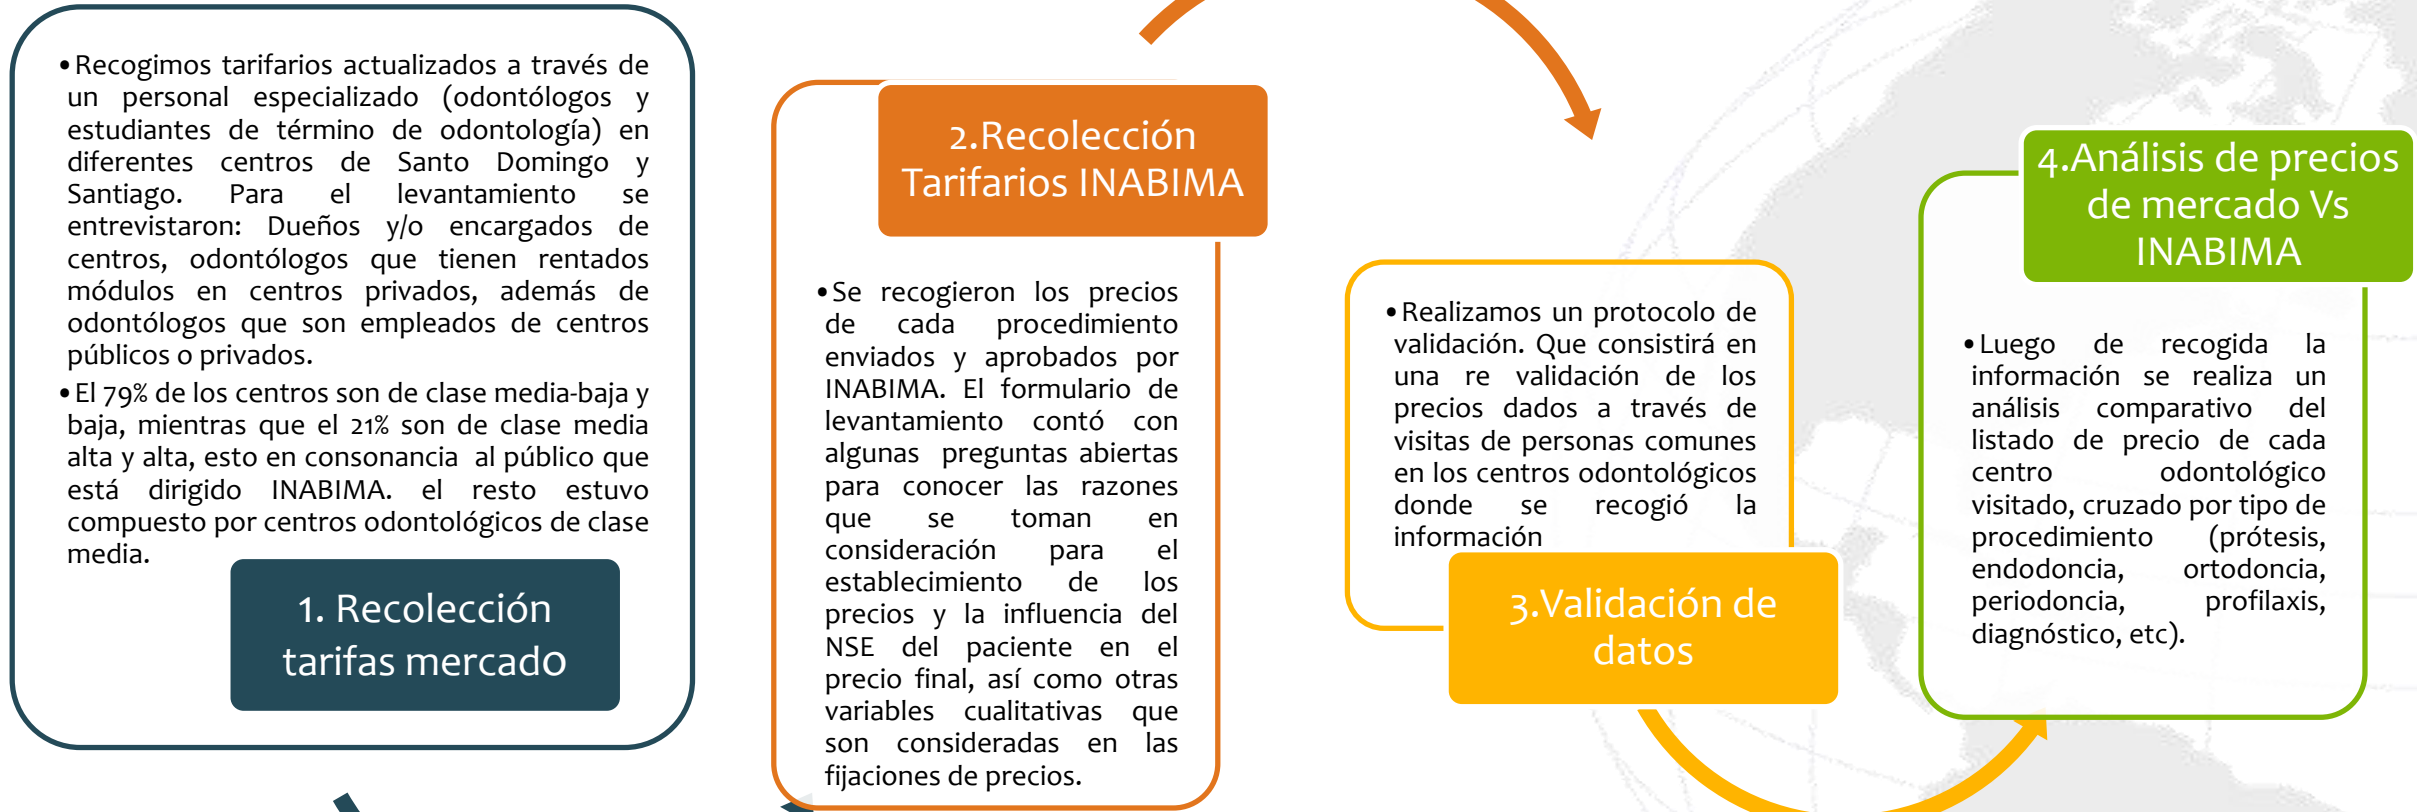 •Recogimos tarifarios actualizados a través de
un personal especializado (odontólogos y
estudiantes de término de odontología) en
diferentes centros de Santo Domingo y
Santiago. Para el levantamiento se
entrevistaron: Dueños y/o encargados de
centros, odontólogos que tienen rentados
módulos en centros privados, además de
odontólogos que son empleados de centros
públicos o privados.
•El 79% de los centros son de clase media-baja y
baja, mientras que el 21% son de clase media
alta y alta, esto en consonancia al público que
está dirigido INABIMA. el resto estuvo
compuesto por centros odontológicos de clase
media.
1. Recolección
tarifas mercado
2.Recolección
Tarifarios INABIMA
•Se recogieron los precios
de cada procedimiento
enviados y aprobados por
INABIMA. El formulario de
levantamiento contó con
algunas preguntas abiertas
para conocer las razones
que se toman en
consideración para el
establecimiento de los
precios y la influencia del
NSE del paciente en el
precio final, así como otras
variables cualitativas que
son consideradas en las
fijaciones de precios.
•Realizamos un protocolo de
validación. Que consistirá en
una re validación de los
precios dados a través de
visitas de personas comunes
en los centros odontológicos
donde se recogió la
información
3.Validación de
datos
4.Análisis de precios
de mercado Vs
INABIMA
•Luego de recogida la
información se realiza un
análisis comparativo del
listado de precio de cada
centro odontológico
visitado, cruzado por tipo de
procedimiento (prótesis,
endodoncia, ortodoncia,
periodoncia, profilaxis,
diagnóstico, etc).